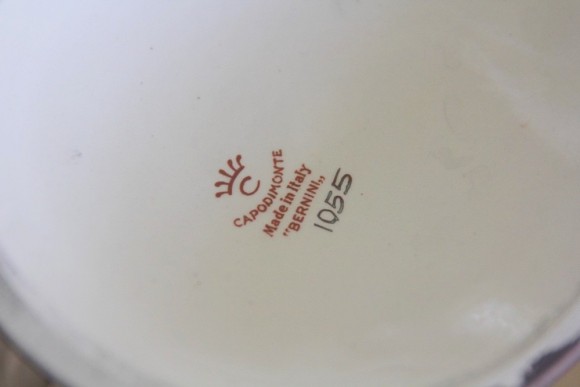 C
CAPODIMONTE
Made in Italy
"BERNINI„
1055